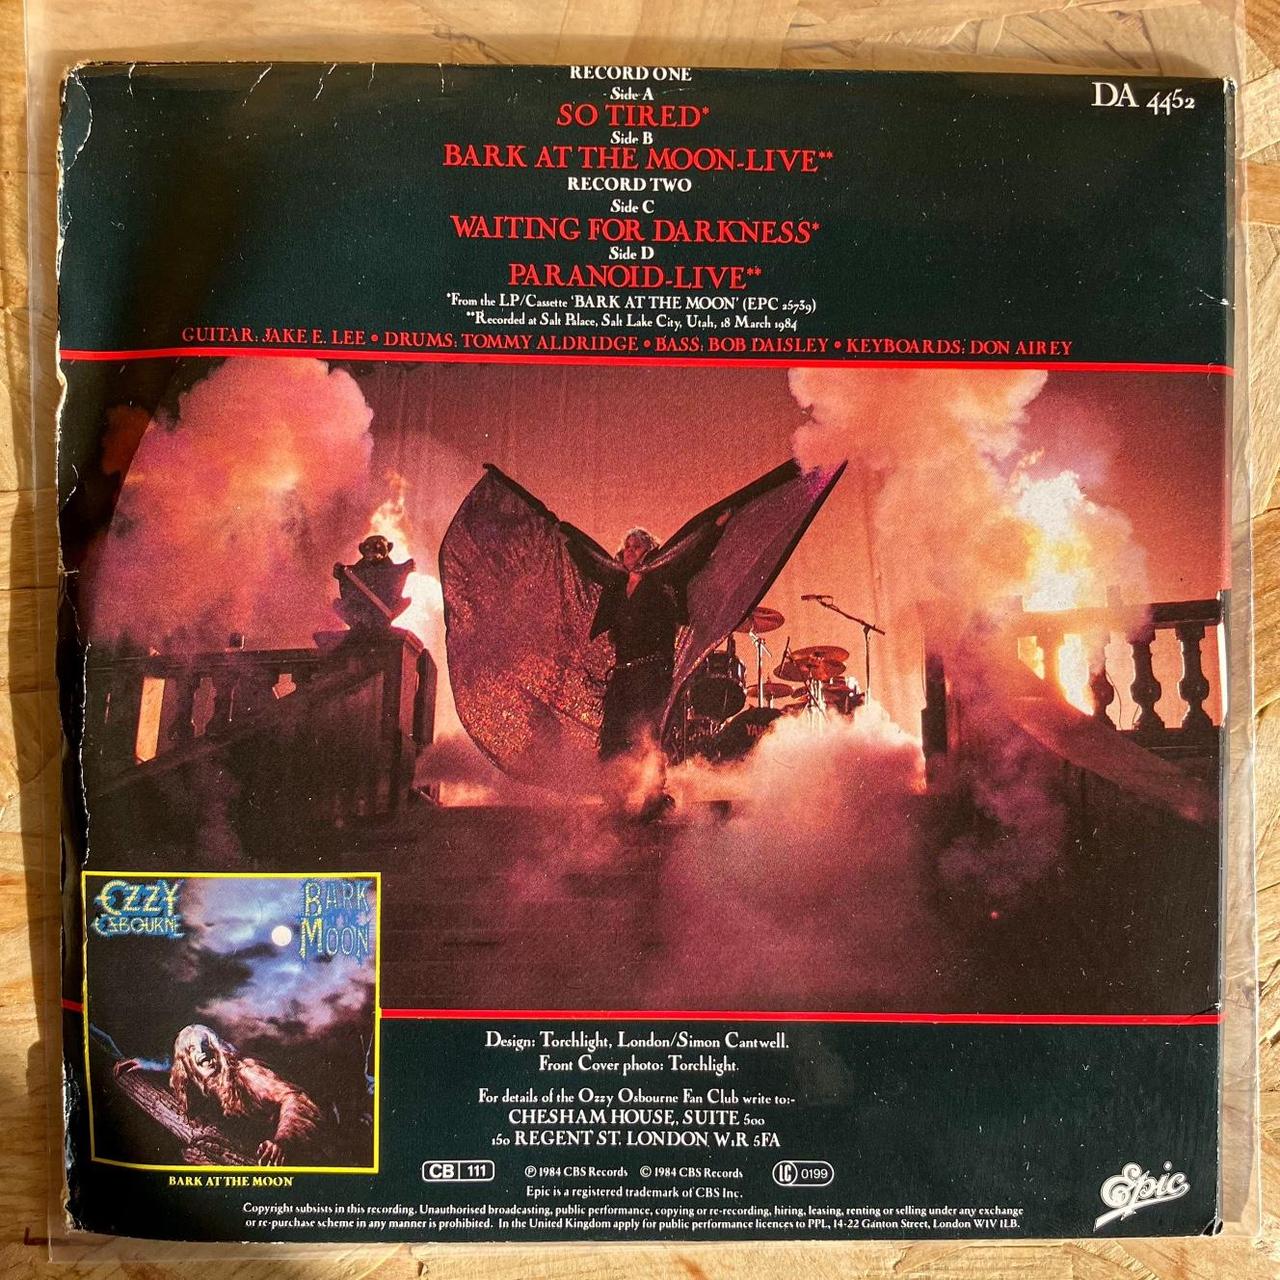 RECORD ONE
DA 4452
Side A
SO TIRED*
Side B
BARK AT THE MOON-LIVE**
RECORD TWO
Side C
WAITING FOR DARKNESS*
Side D
PARANOID-LIVE**
*From the LP/Cassette 'BARK AT THE MOON' (EPC 25739)
**Recorded at Salt Palace, Salt Lake City, Utah, 18 March 1984
GUITAR: JAKE E. LEE • DRUMS: TOMMY ALDRIDGE • BASS: BOB DAISLEY • KEYBOARDS: DON AIREY
OZZY
OSBOURNE
BARK
AT THE
MOON
BARK AT THE MOON
Design: Torchlight, London/Simon Cantwell.
Front Cover photo: Torchlight.
For details of the Ozzy Osbourne Fan Club write to:-
CHESHAM HOUSE, SUITE 500
150 REGENT ST. LONDON W1R 5FA
CB 111
℗ 1984 CBS Records © 1984 CBS Records
LC 0199
Epic is a registered trademark of CBS Inc.
Epic
Copyright subsists in this recording. Unauthorised broadcasting, public performance, copying or re-recording, hiring, leasing, renting or selling under any exchange
or re-purchase scheme in any manner is prohibited. In the United Kingdom apply for public performance licences to PPL, 14-22 Ganton Street, London W1V 1LB.